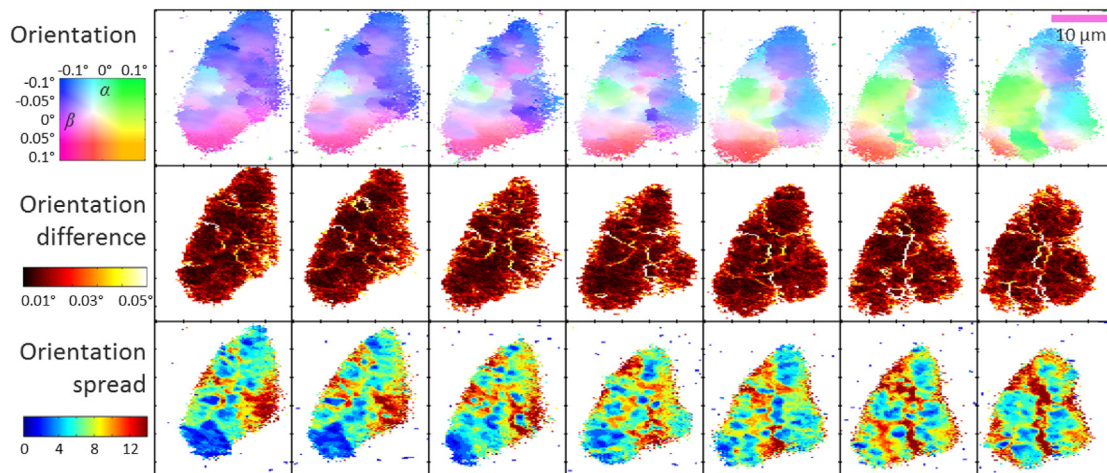 Orientation
-0.1° 0° 0.1°
α
-0.1°
-0.05°
0°
β
0.05°
0.1°
10 µm
Orientation
difference
0.01° 0.03° 0.05°
Orientation
spread
0 4 8 12